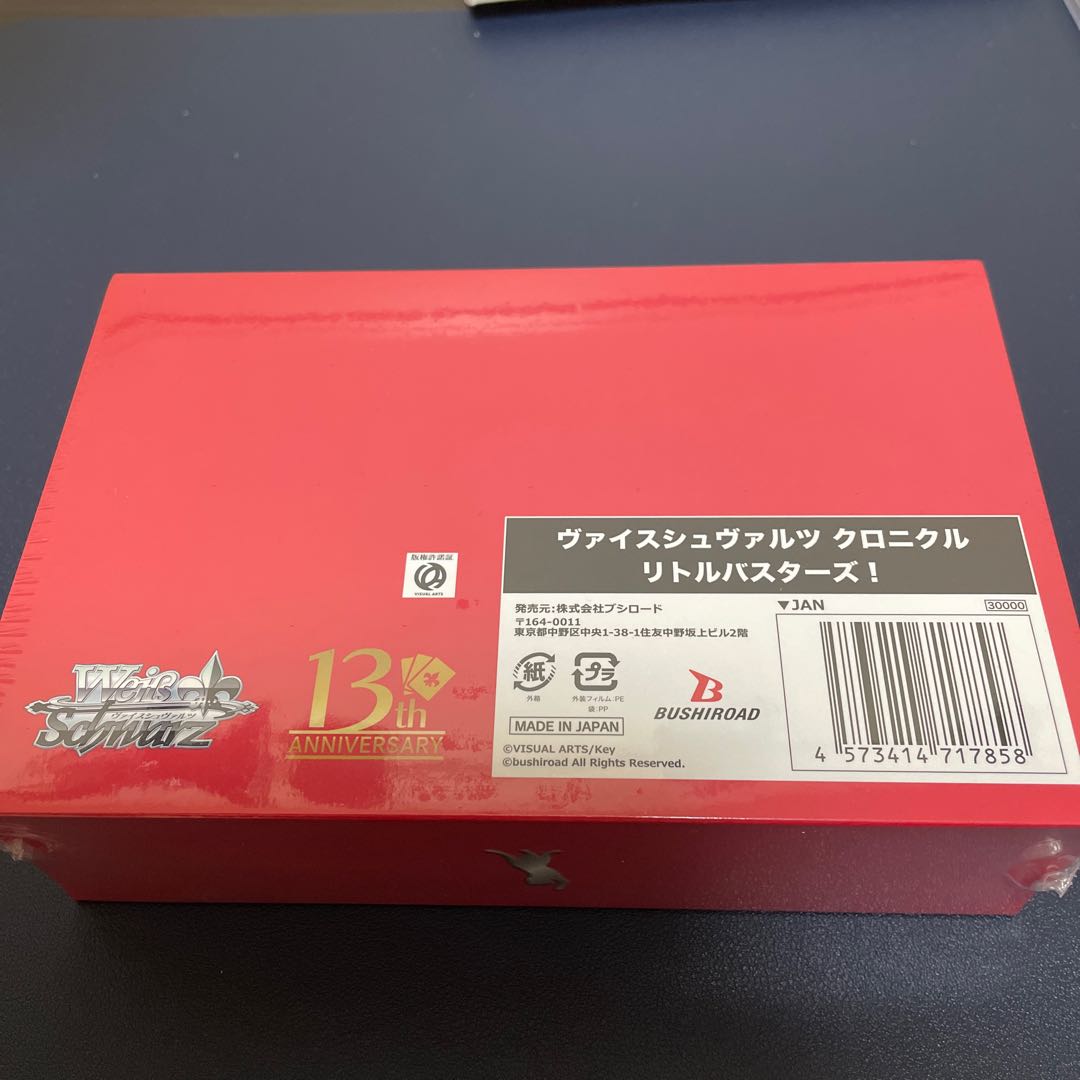 ヴァイスシュヴァルツ クロニクル
リトルバスターズ！
版権許諾証
VISUAL ARTS
発売元:株式会社ブシロード
〒164-0011
東京都中野区中央1-38-1住友中野坂上ビル2階
▼JAN
30000
紙
外箱
プラ
外装フィルム:PE
袋:PP
BUSHIROAD
MADE IN JAPAN
©VISUAL ARTS/Key
©bushiroad All Rights Reserved.
4 573414 717858
Weiß
ヴァイスシュヴァルツ
Schwarz
13th
ANNIVERSARY